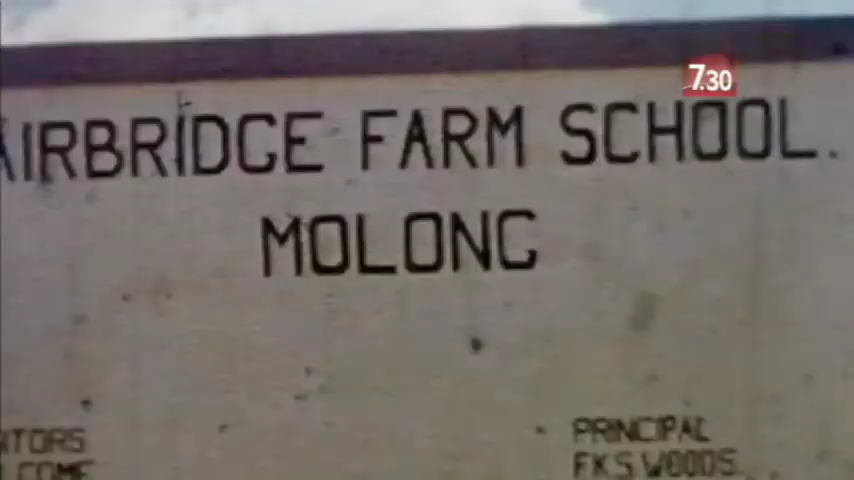 7.30
AIRBRIDGE FARM SCHOOL.
MOLONG
PRINCIPAL
F.K.S. WOODS